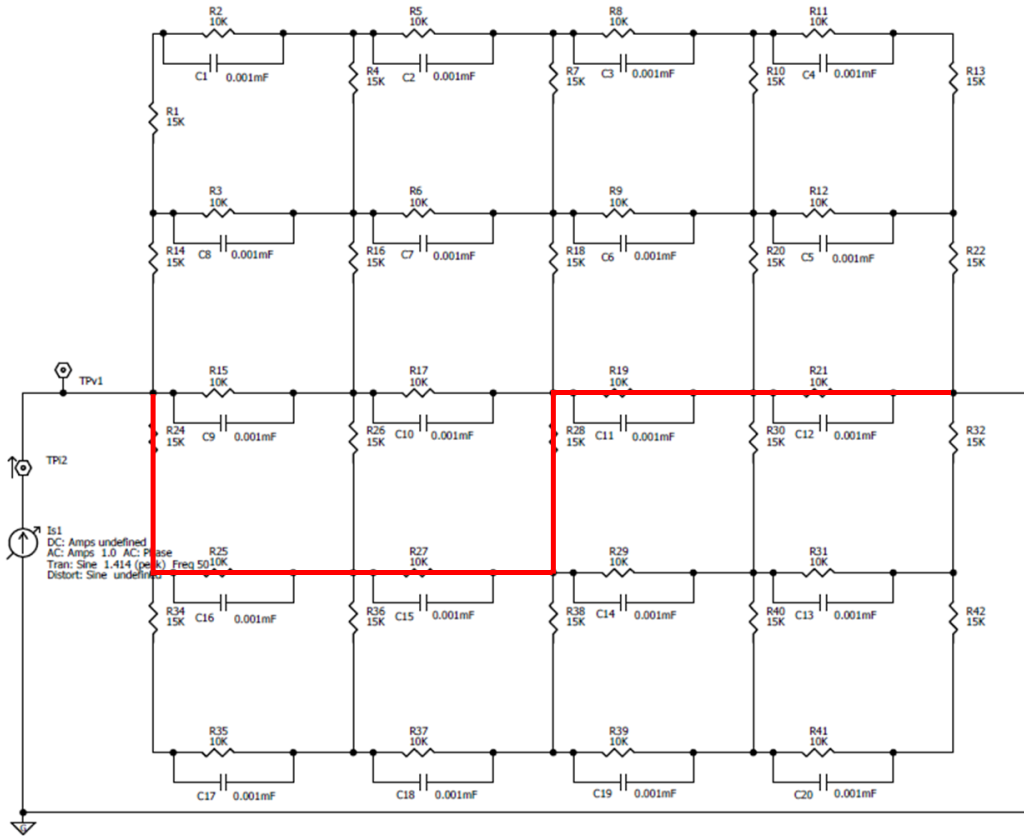 R2
10K
R5
10K
R8
10K
R11
10K
C1 0.001mF
R4
15K
C2 0.001mF
R7
15K
C3 0.001mF
R10
15K
C4 0.001mF
R13
15K
R1
15K
R3
10K
R6
10K
R9
10K
R12
10K
R14
15K
C8 0.001mF
R16
15K
C7 0.001mF
R18
15K
C6 0.001mF
R20
15K
C5 0.001mF
R22
15K
TPv1
R15
10K
R17
10K
R19
10K
R21
10K
R24
15K
C9 0.001mF
R26
15K
C10 0.001mF
R28
15K
C11 0.001mF
R30
15K
C12 0.001mF
R32
15K
TPi2
Is1
DC: Amps undefined
AC: Amps 1.0 AC: Phase
Tran: Sine 1.414 (peak) Freq 50
Distort: Sine undefined
R25
10K
R27
10K
R29
10K
R31
10K
R34
15K
C16 0.001mF
R36
15K
C15 0.001mF
R38
15K
C14 0.001mF
R40
15K
C13 0.001mF
R42
15K
R35
10K
R37
10K
R39
10K
R41
10K
C17 0.001mF
C18 0.001mF
C19 0.001mF
C20 0.001mF
G